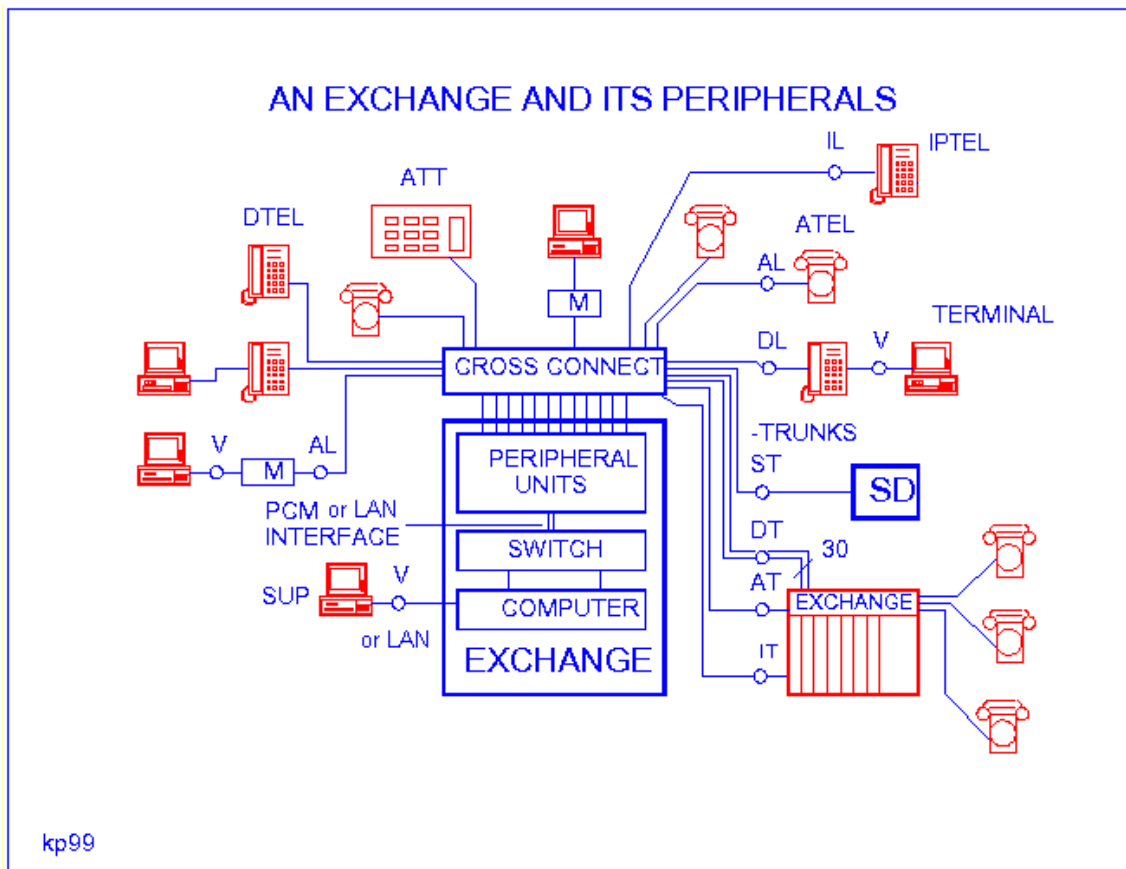 AN EXCHANGE AND ITS PERIPHERALS
IL
IPTEL
ATT
DTEL
ATEL
AL
M
TERMINAL
DL
V
CROSS CONNECT
-TRUNKS
V
AL
M
ST
PERIPHERAL
UNITS
SD
PCM or LAN
INTERFACE
DT
30
SWITCH
AT
SUP
V
COMPUTER
EXCHANGE
or LAN
EXCHANGE
IT
kp99